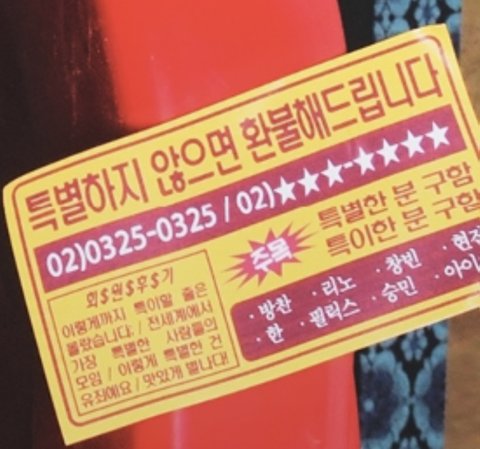 특별하지 않으면 환불해드립니다
02)0325-0325 / 02)★★★-★★★★
주목
특별한 분 구함
특이한 분 구함
회$원$후$기
이렇게까지 특이할 줄은
몰랐습니다. / 전세계에서
가장 특별한 사람들의
모임 / 이렇게 특별한 건
유죄예요 / 맛있게 별나다!
· 방찬 · 리노 · 창빈 · 현진
· 한 · 필릭스 · 승민 · 아이